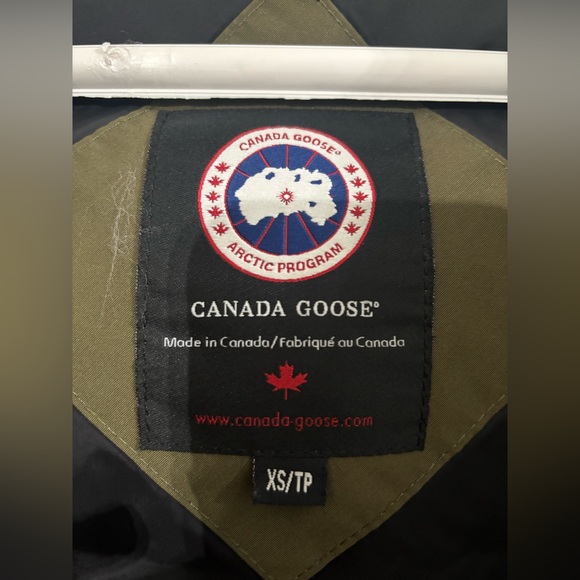 CANADA GOOSE®
ARCTIC PROGRAM
CANADA GOOSE®
Made in Canada/Fabriqué au Canada
www.canada-goose.com
XS/TP